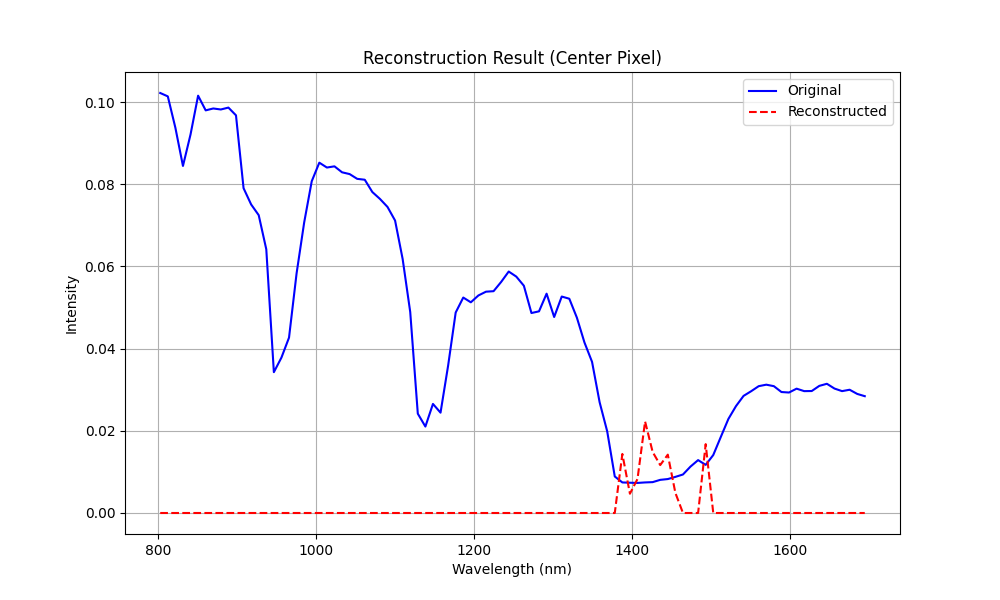 Reconstruction Result (Center Pixel)
Original
Reconstructed
Intensity
0.10
0.08
0.06
0.04
0.02
0.00
800 1000 1200 1400 1600
Wavelength (nm)